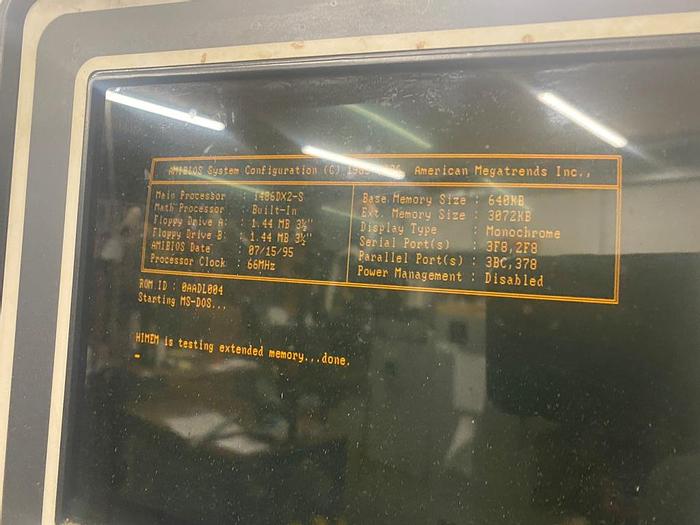 AMIBIOS System Configuration (C) American Megatrends Inc.,
Main Processor : i486DX2-S
Math Processor : Built-In
Floppy Drive A: : 1.44 MB 3½"
Floppy Drive B: : 1.44 MB 3½"
AMIBIOS Date : 07/15/95
Processor Clock : 66MHz
Base Memory Size : 640KB
Ext. Memory Size : 3072KB
Display Type : Monochrome
Serial Port(s) : 3F8,2F8
Parallel Port(s) : 3BC,378
Power Management : Disabled
ROM ID : 0AADL004
Starting MS-DOS...
HIMEM is testing extended memory...done.